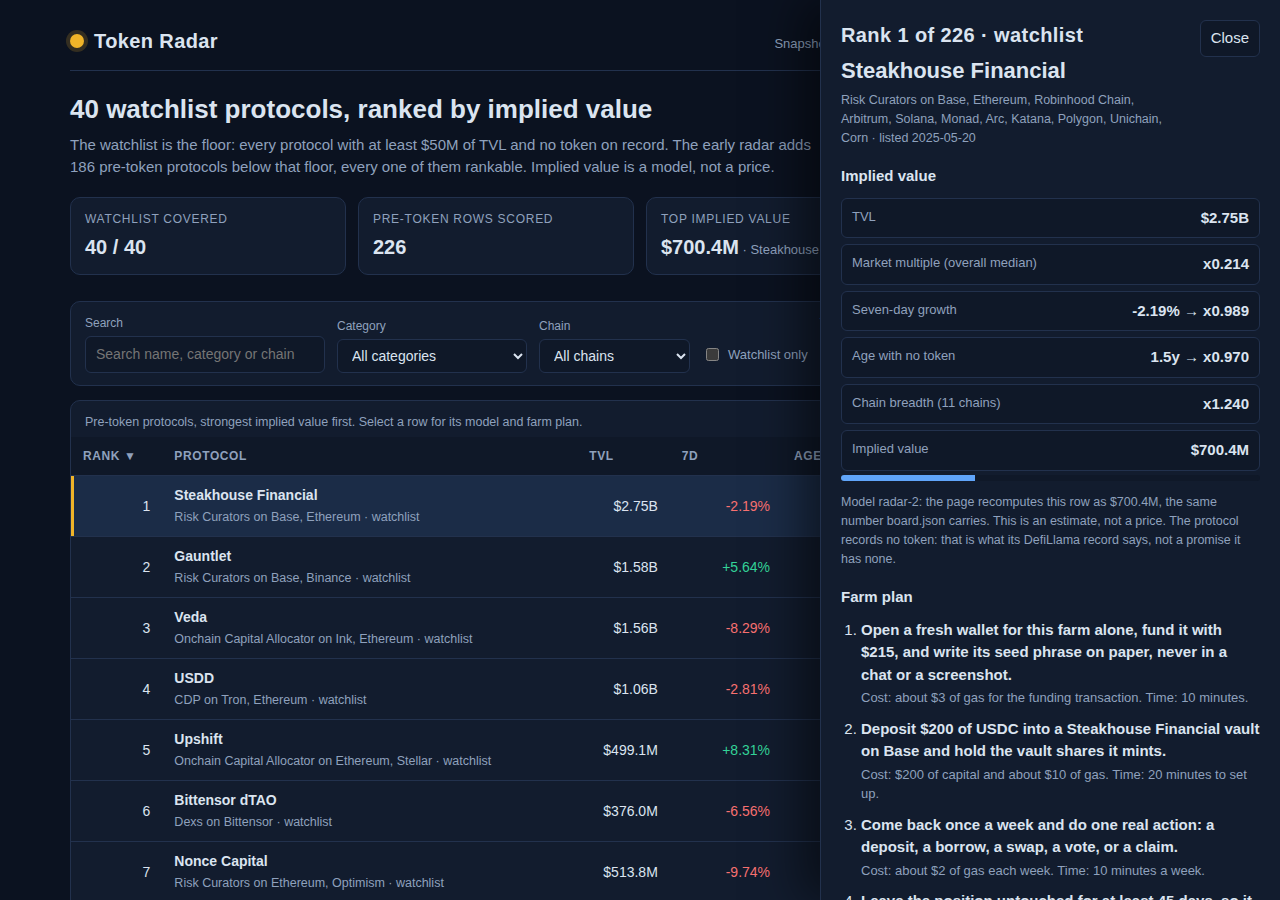 Token Radar
Snapsh
40 watchlist protocols, ranked by implied value
The watchlist is the floor: every protocol with at least $50M of TVL and no token on record. The early radar adds
186 pre-token protocols below that floor, every one of them rankable. Implied value is a model, not a price.
WATCHLIST COVERED
40 / 40
PRE-TOKEN ROWS SCORED
226
TOP IMPLIED VALUE
$700.4M · Steakhouse
Search
Search name, category or chain
Category
All categories
Chain
All chains
Watchlist only
Pre-token protocols, strongest implied value first. Select a row for its model and farm plan.
RANK ▼ PROTOCOL TVL 7D AGE
1 Steakhouse Financial $2.75B -2.19%
Risk Curators on Base, Ethereum · watchlist
2 Gauntlet $1.58B +5.64%
Risk Curators on Base, Binance · watchlist
3 Veda $1.56B -8.29%
Onchain Capital Allocator on Ink, Ethereum · watchlist
4 USDD $1.06B -2.81%
CDP on Tron, Ethereum · watchlist
5 Upshift $499.1M +8.31%
Onchain Capital Allocator on Ethereum, Stellar · watchlist
6 Bittensor dTAO $376.0M -6.56%
Dexs on Bittensor · watchlist
7 Nonce Capital $513.8M -9.74%
Risk Curators on Ethereum, Optimism · watchlist
Rank 1 of 226 · watchlist
Close
Steakhouse Financial
Risk Curators on Base, Ethereum, Robinhood Chain,
Arbitrum, Solana, Monad, Arc, Katana, Polygon, Unichain,
Corn · listed 2025-05-20
Implied value
TVL $2.75B
Market multiple (overall median) x0.214
Seven-day growth -2.19% → x0.989
Age with no token 1.5y → x0.970
Chain breadth (11 chains) x1.240
Implied value $700.4M
Model radar-2: the page recomputes this row as $700.4M, the same
number board.json carries. This is an estimate, not a price. The protocol
records no token: that is what its DefiLlama record says, not a promise it
has none.
Farm plan
1. Open a fresh wallet for this farm alone, fund it with
$215, and write its seed phrase on paper, never in a
chat or a screenshot.
Cost: about $3 of gas for the funding transaction. Time: 10 minutes.
2. Deposit $200 of USDC into a Steakhouse Financial vault
on Base and hold the vault shares it mints.
Cost: $200 of capital and about $10 of gas. Time: 20 minutes to set
up.
3. Come back once a week and do one real action: a
deposit, a borrow, a swap, a vote, or a claim.
Cost: about $2 of gas each week. Time: 10 minutes a week.
4. Leave the position untouched for at least 45 days, so it